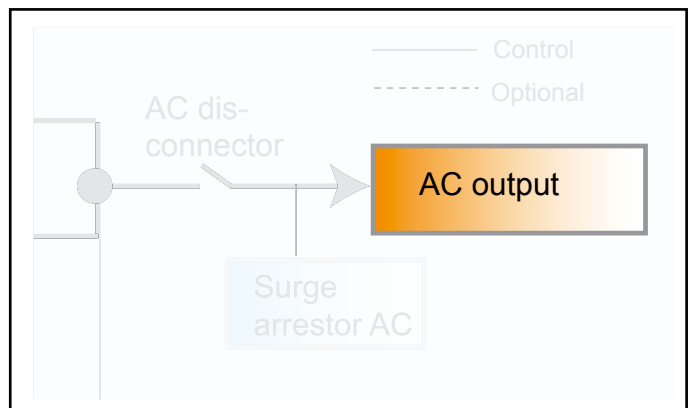 Control
Optional
AC dis-
connector
AC output
Surge
arrestor AC